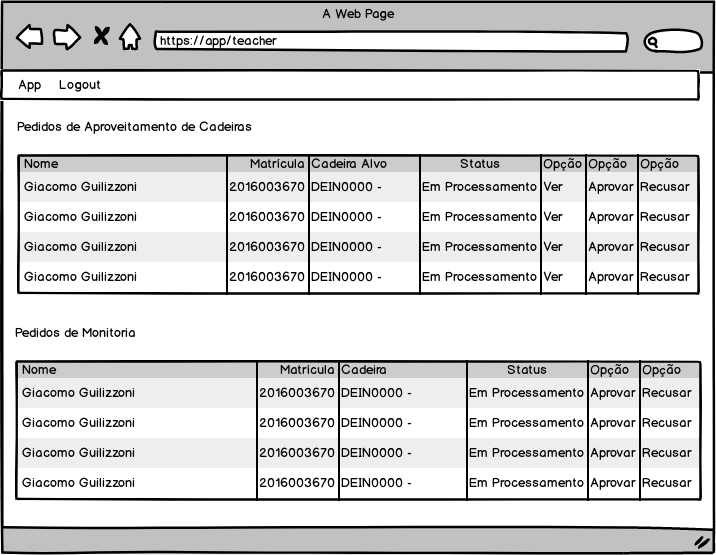 A Web Page
https://app/teacher
App Logout
Pedidos de Aproveitamento de Cadeiras
Nome Matrícula Cadeira Alvo Status Opção Opção Opção
Giacomo Guilizzoni 2016003670 DEIN0000 - Em Processamento Ver Aprovar Recusar
Giacomo Guilizzoni 2016003670 DEIN0000 - Em Processamento Ver Aprovar Recusar
Giacomo Guilizzoni 2016003670 DEIN0000 - Em Processamento Ver Aprovar Recusar
Giacomo Guilizzoni 2016003670 DEIN0000 - Em Processamento Ver Aprovar Recusar
Pedidos de Monitoria
Nome Matrícula Cadeira Status Opção Opção
Giacomo Guilizzoni 2016003670 DEIN0000 - Em Processamento Aprovar Recusar
Giacomo Guilizzoni 2016003670 DEIN0000 - Em Processamento Aprovar Recusar
Giacomo Guilizzoni 2016003670 DEIN0000 - Em Processamento Aprovar Recusar
Giacomo Guilizzoni 2016003670 DEIN0000 - Em Processamento Aprovar Recusar